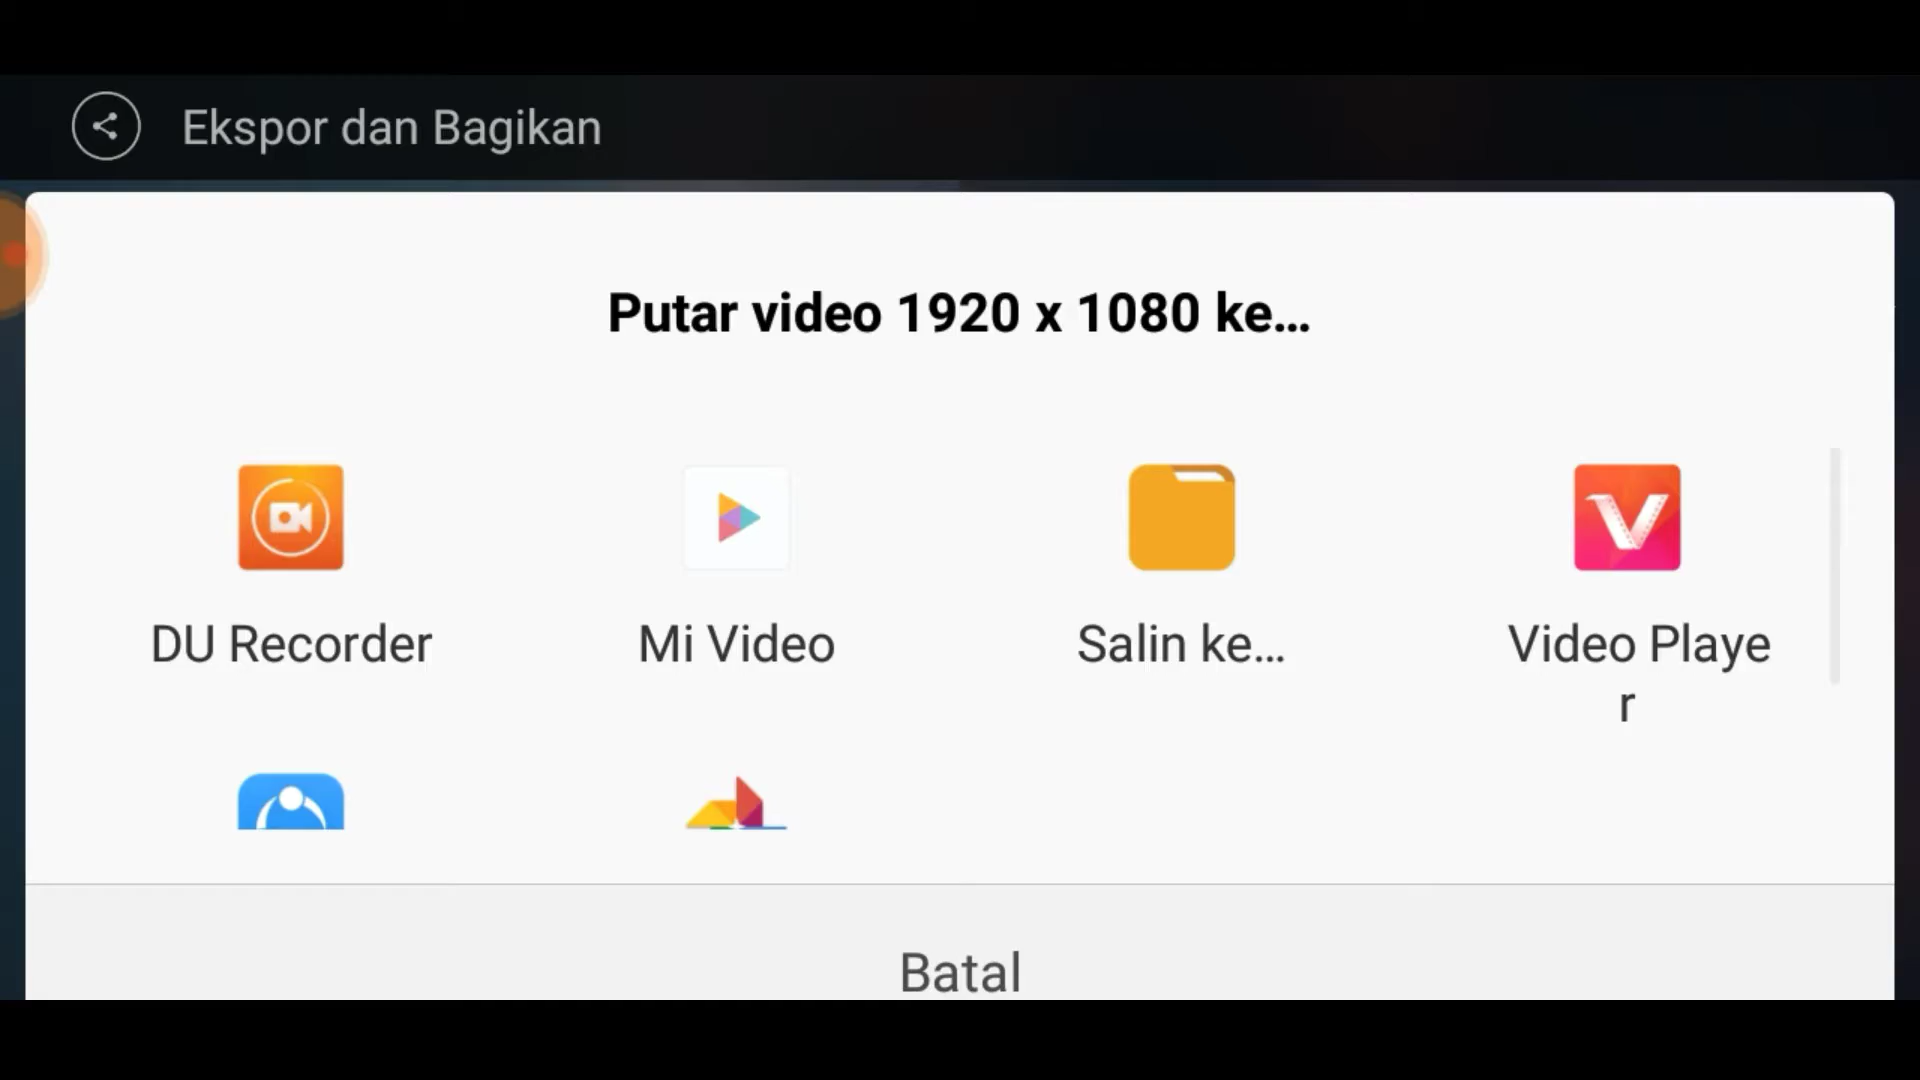 Ekspor dan Bagikan
Putar video 1920 x 1080 ke...
DU Recorder
Mi Video
Salin ke...
Video Playe
r
Batal